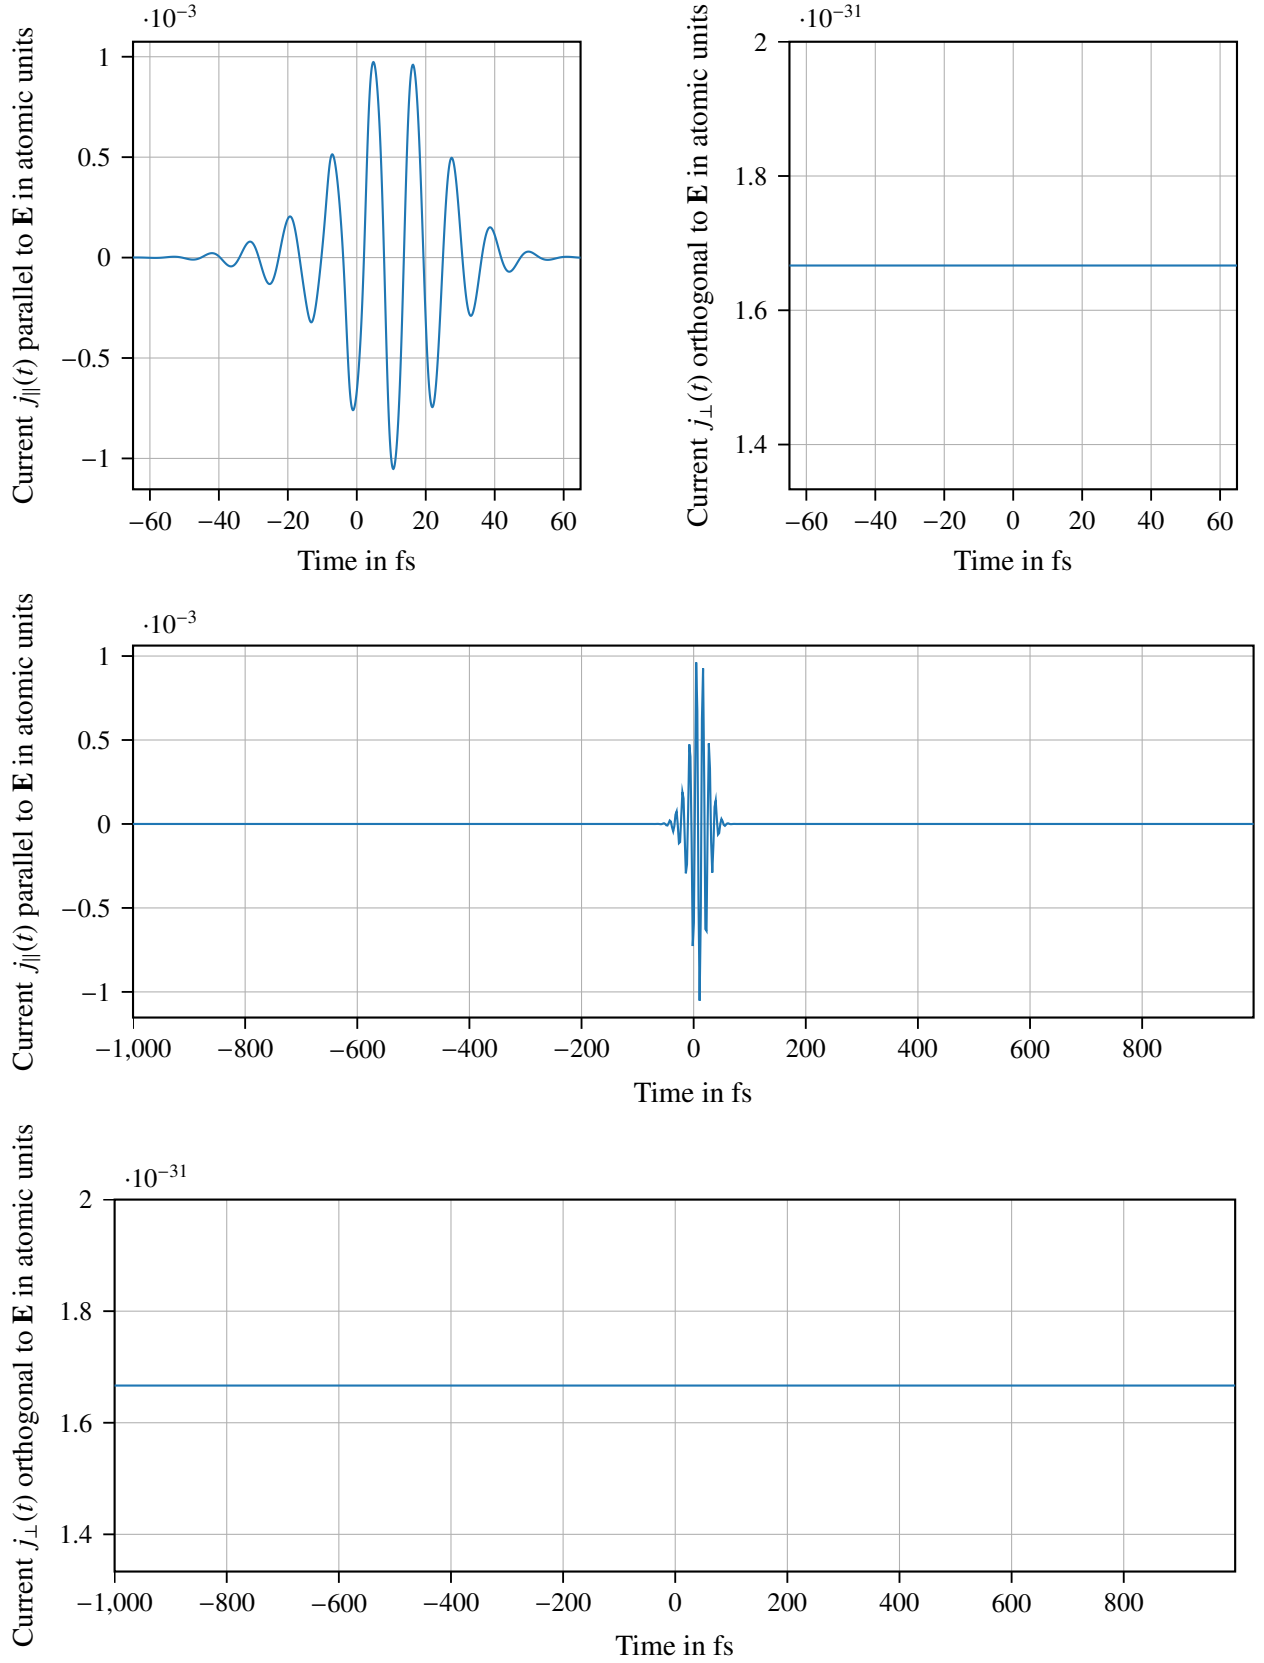 ·10−3
Current j∥(t) parallel to E in atomic units
1
0.5
0
−0.5
−1
−60 −40 −20 0 20 40 60
Time in fs
·10−31
Current j⊥(t) orthogonal to E in atomic units
2
1.8
1.6
1.4
−60 −40 −20 0 20 40 60
Time in fs
·10−3
Current j∥(t) parallel to E in atomic units
1
0.5
0
−0.5
−1
−1,000 −800 −600 −400 −200 0 200 400 600 800
Time in fs
·10−31
Current j⊥(t) orthogonal to E in atomic units
2
1.8
1.6
1.4
−1,000 −800 −600 −400 −200 0 200 400 600 800
Time in fs